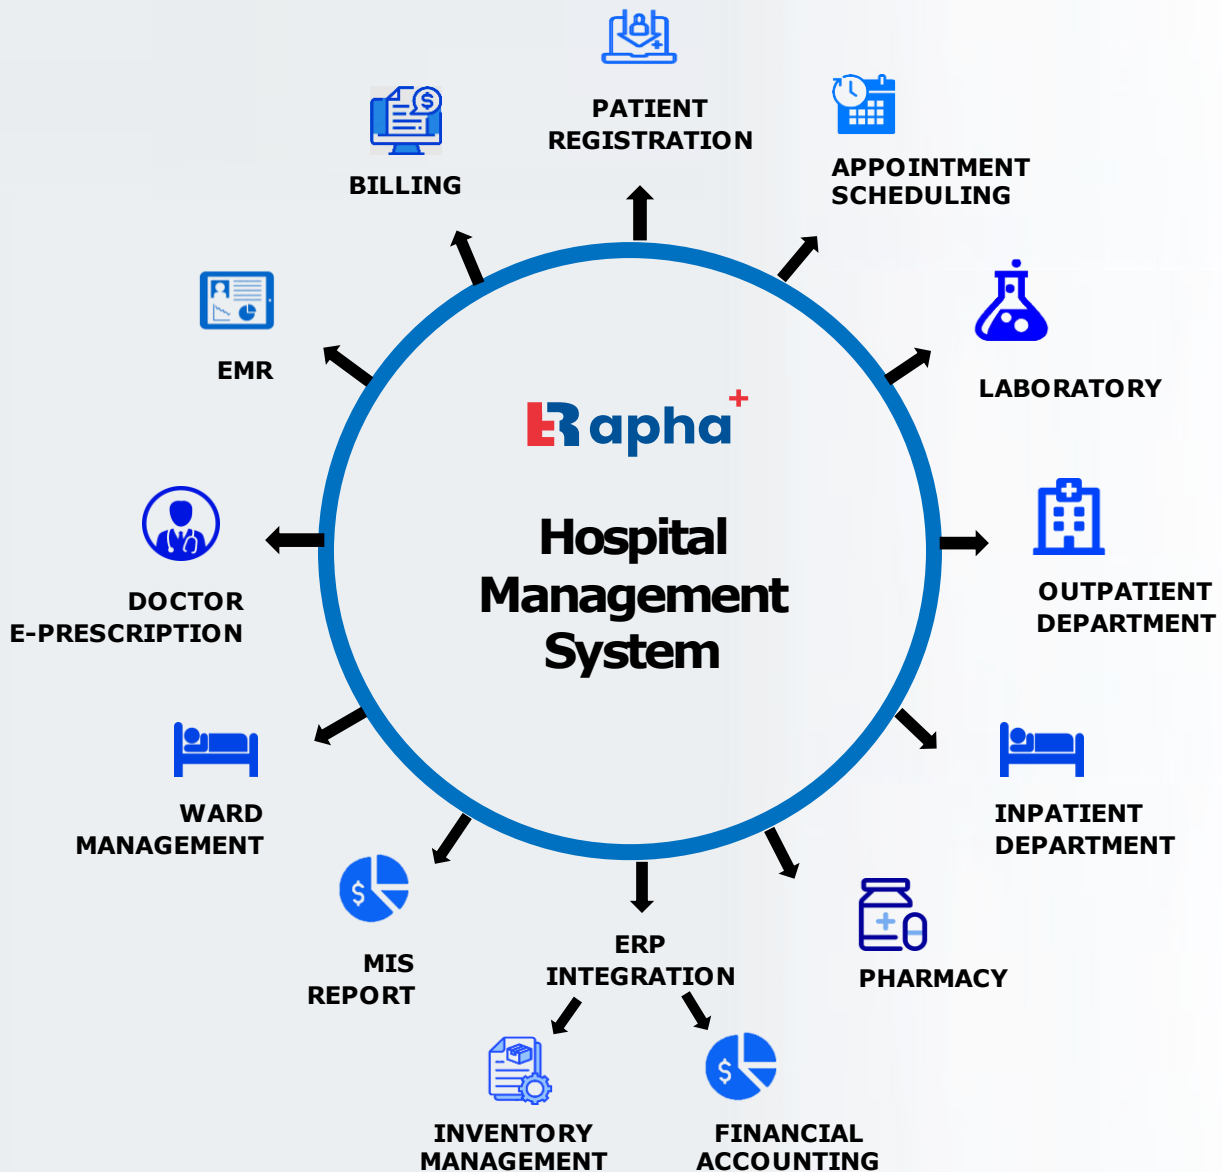 PATIENT
REGISTRATION
APPOINTMENT
SCHEDULING
BILLING
EMR
LABORATORY
ERapha+
Hospital
Management
System
DOCTOR
E-PRESCRIPTION
OUTPATIENT
DEPARTMENT
WARD
MANAGEMENT
INPATIENT
DEPARTMENT
MIS
REPORT
ERP
INTEGRATION
PHARMACY
INVENTORY
MANAGEMENT
FINANCIAL
ACCOUNTING